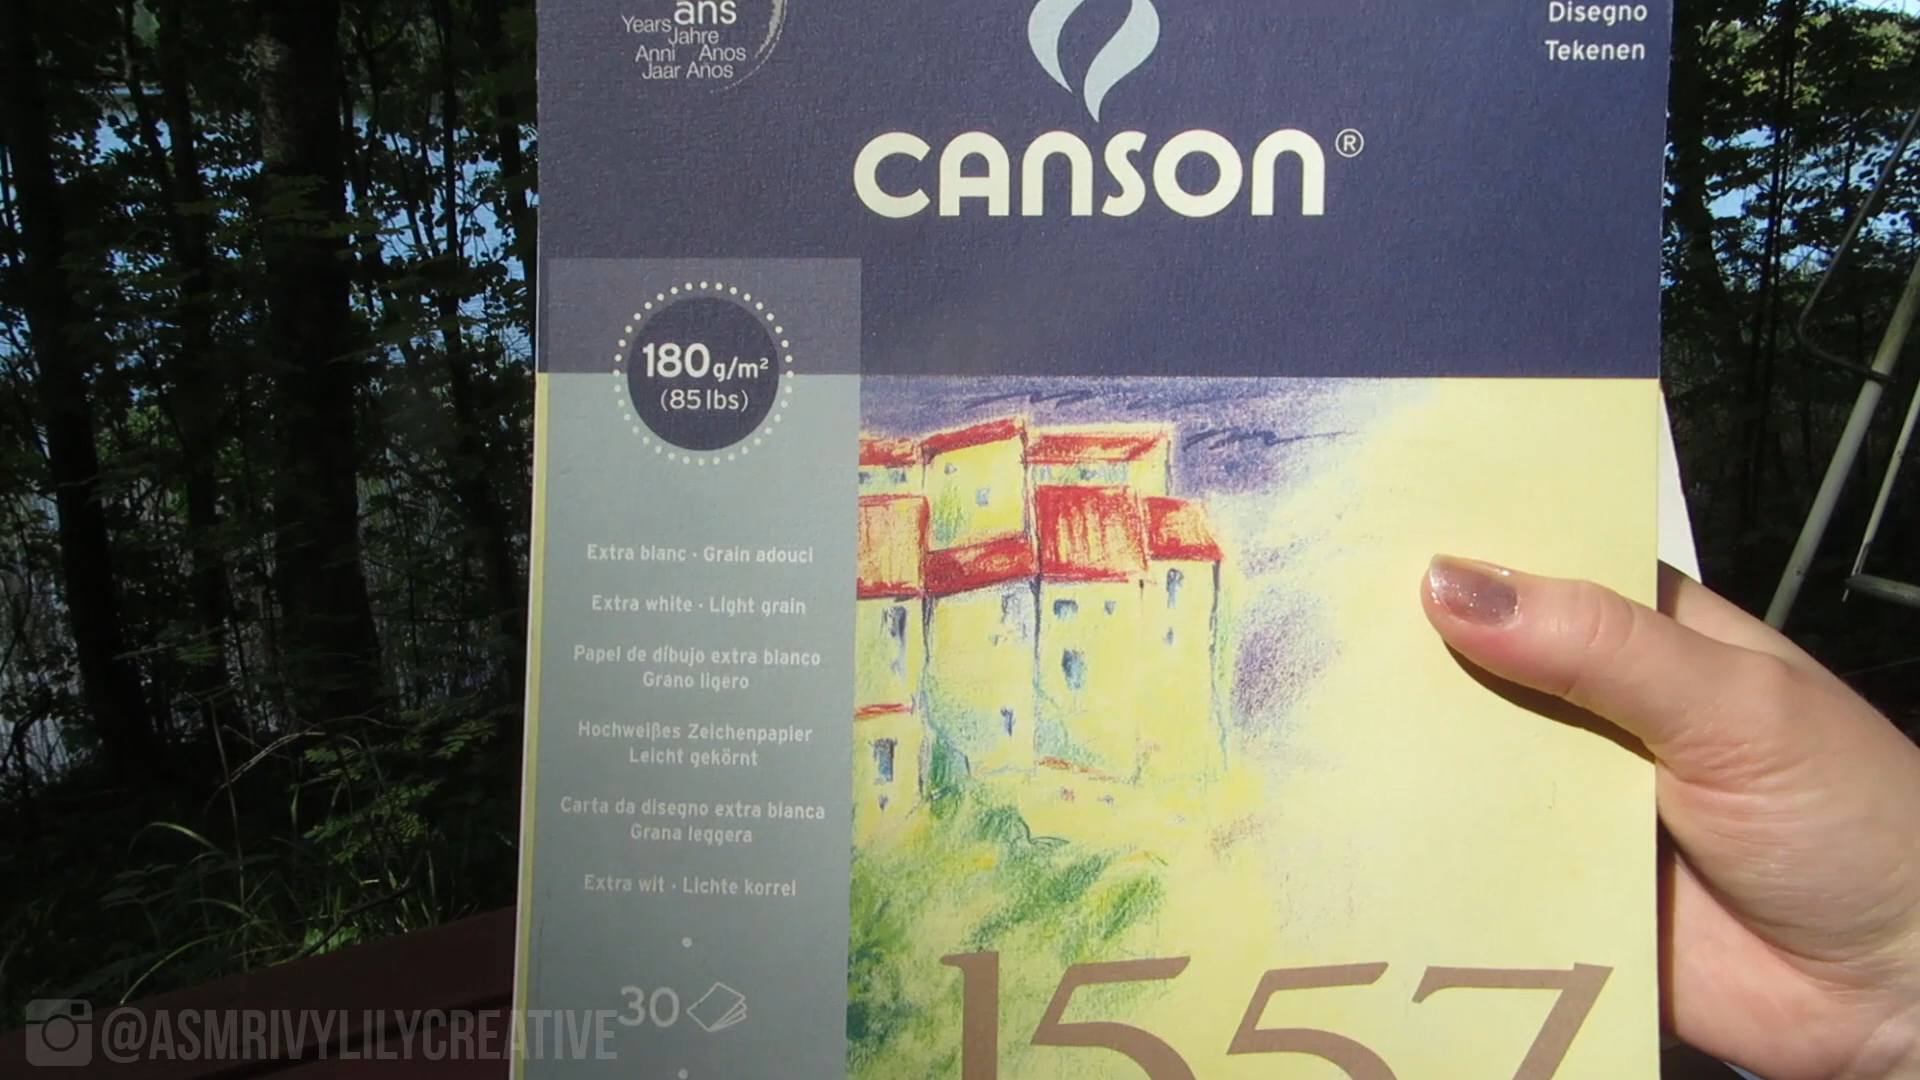 ans
Years
Jahre
Anni Anos
Jaar Años
Disegno
Tekenen
CANSON®
180g/m²
(85 lbs)
Extra blanc · Grain adouci
Extra white · Light grain
Papel de dibujo extra blanco
Grano ligero
Hochweißes Zeichenpapier
Leicht gekörnt
Carta da disegno extra blanca
Grana leggera
Extra wit · Lichte korrel
30
1557
@ASMRIVYLILYCREATIVE